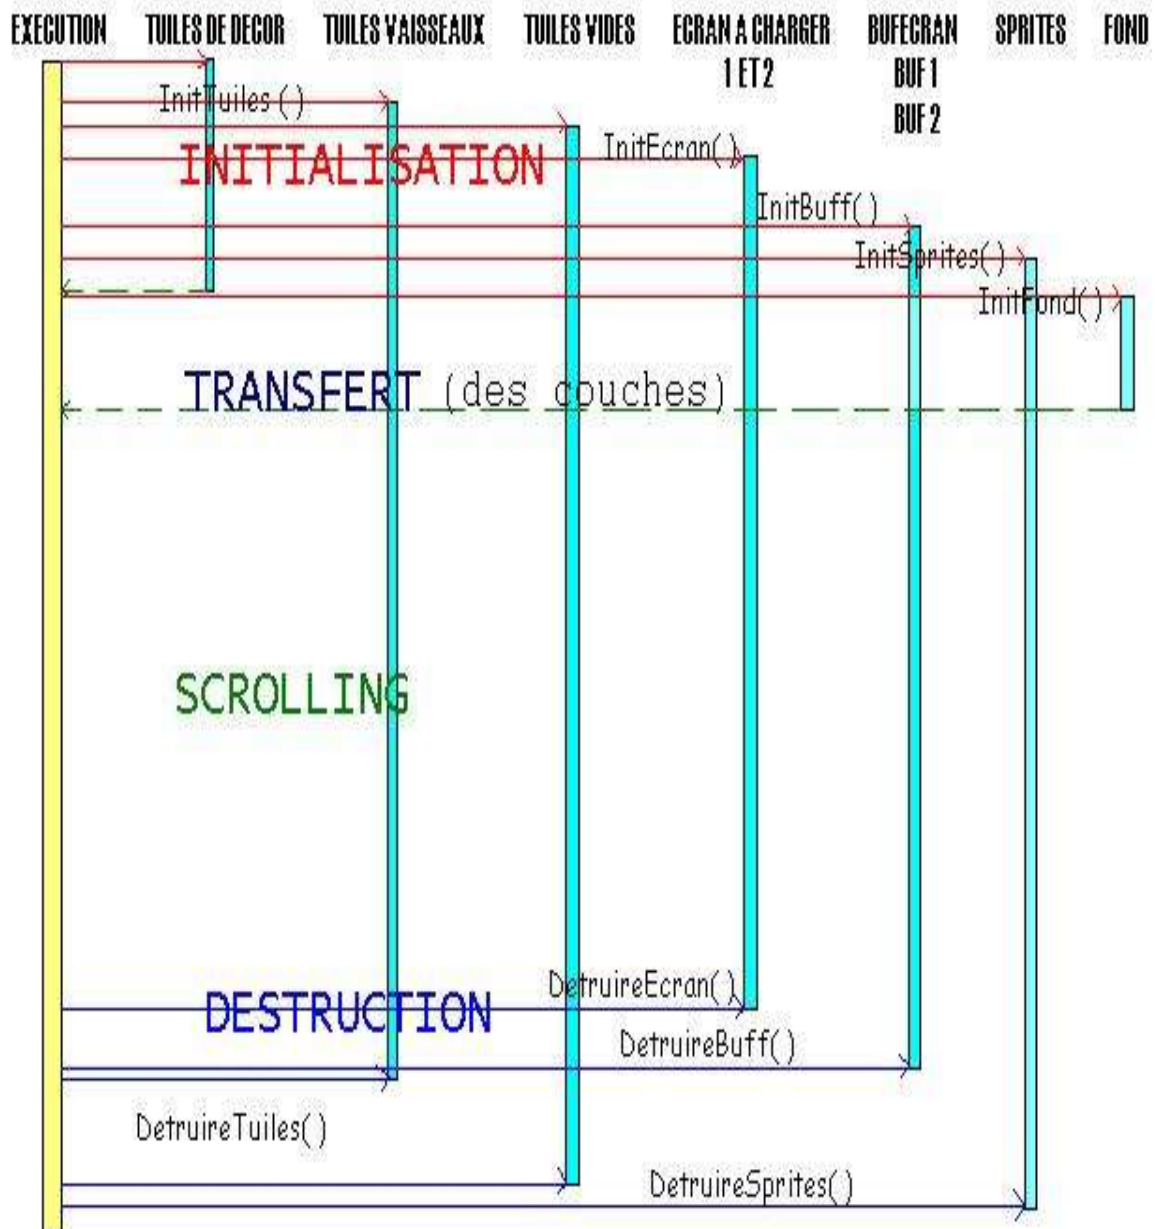 EXECUTION TUILES DE DECOR TUILES VAISSEAUX TUILES VIDES ECRAN A CHARGER BUFECRAN SPRITES FOND
1 ET 2 BUF 1
BUF 2
InitTuiles ()
InitEcran()
INITIALISATION
InitBuff()
InitSprites()
InitFond()
TRANSFERT (des couches)
SCROLLING
DetruireEcran()
DESTRUCTION
DetruireBuff()
DetruireTuiles()
DetruireSprites()